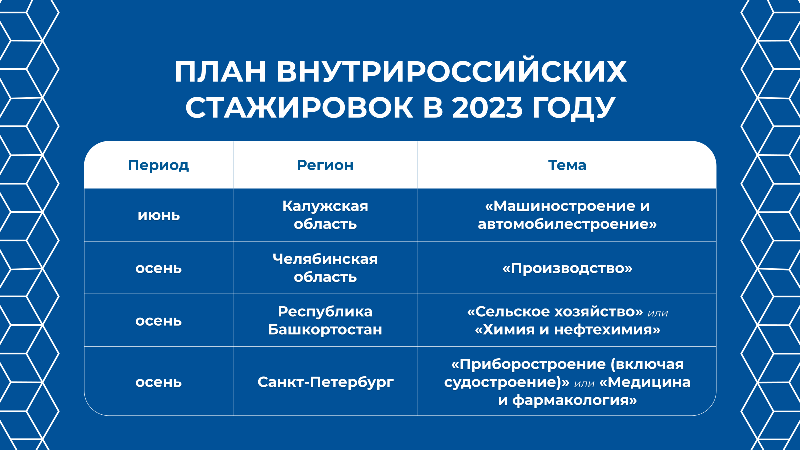 ПЛАН ВНУТРИРОССИЙСКИХ
СТАЖИРОВОК В 2023 ГОДУ
Период Регион Тема
июнь
Калужская
область
«Машиностроение и
автомобилестроение»
осень
Челябинская
область
«Производство»
осень
Республика
Башкортостан
«Сельское хозяйство» или
«Химия и нефтехимия»
осень
Санкт-Петербург
«Приборостроение (включая
судостроение)» или «Медицина
и фармакология»